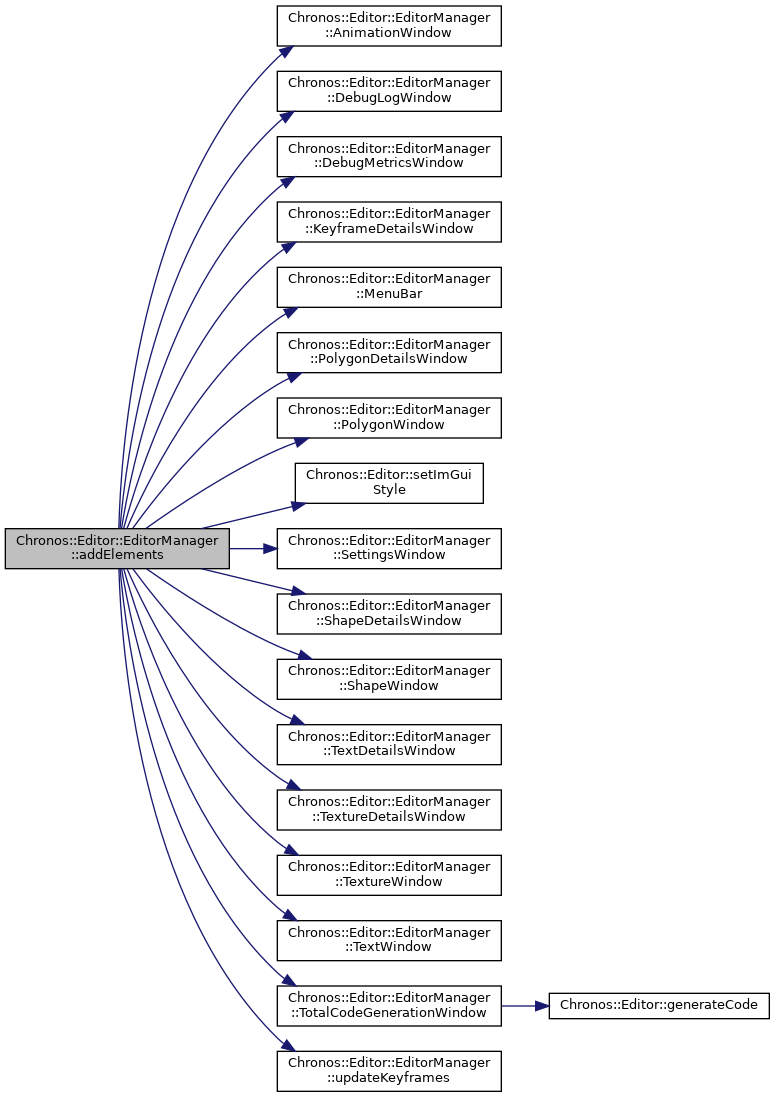 Chronos::Editor::EditorManager
::AnimationWindow
Chronos::Editor::EditorManager
::DebugLogWindow
Chronos::Editor::EditorManager
::DebugMetricsWindow
Chronos::Editor::EditorManager
::KeyframeDetailsWindow
Chronos::Editor::EditorManager
::MenuBar
Chronos::Editor::EditorManager
::PolygonDetailsWindow
Chronos::Editor::EditorManager
::PolygonWindow
Chronos::Editor::setImGui
Style
Chronos::Editor::EditorManager
::addElements
Chronos::Editor::EditorManager
::SettingsWindow
Chronos::Editor::EditorManager
::ShapeDetailsWindow
Chronos::Editor::EditorManager
::ShapeWindow
Chronos::Editor::EditorManager
::TextDetailsWindow
Chronos::Editor::EditorManager
::TextureDetailsWindow
Chronos::Editor::EditorManager
::TextureWindow
Chronos::Editor::EditorManager
::TextWindow
Chronos::Editor::EditorManager
::TotalCodeGenerationWindow
Chronos::Editor::generateCode
Chronos::Editor::EditorManager
::updateKeyframes